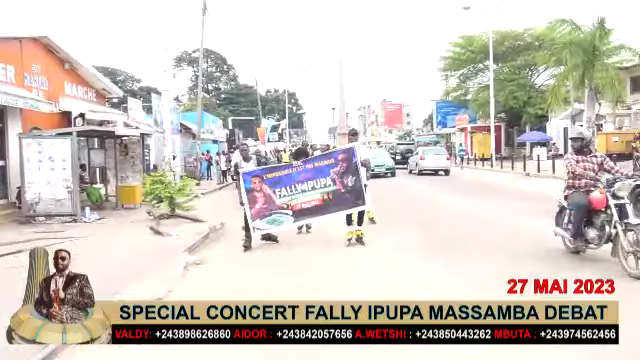 MARCHE
FALLY IPUPA
27 MAI 2023
SPECIAL CONCERT FALLY IPUPA MASSAMBA DEBAT
VALDY: +243898626860 AIDOR : +243842057656 A.WETSHI : +243850443262 MBUTA : +243974562456